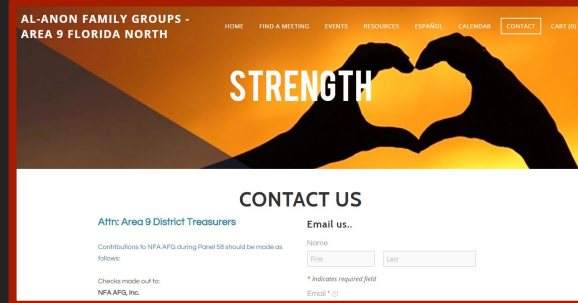 AL-ANON FAMILY GROUPS -
AREA 9 FLORIDA NORTH
HOME FIND A MEETING EVENTS RESOURCES ESPAÑOL CALENDAR CONTACT CART (0)
STRENGTH
CONTACT US
Attn: Area 9 District Treasurers
Contributions to NFA AFG during Panel 58 should be made as
follows:
Checks made out to:
NFA AFG, Inc.
Email us..
Name
First Last
* Indicates required field
Email *